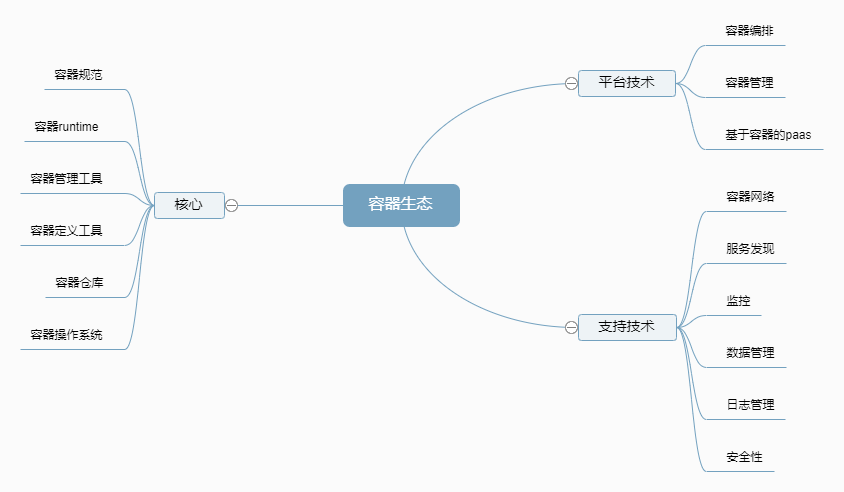 容器生态
核心
容器规范
容器runtime
容器管理工具
容器定义工具
容器仓库
容器操作系统
平台技术
容器编排
容器管理
基于容器的paas
支持技术
容器网络
服务发现
监控
数据管理
日志管理
安全性